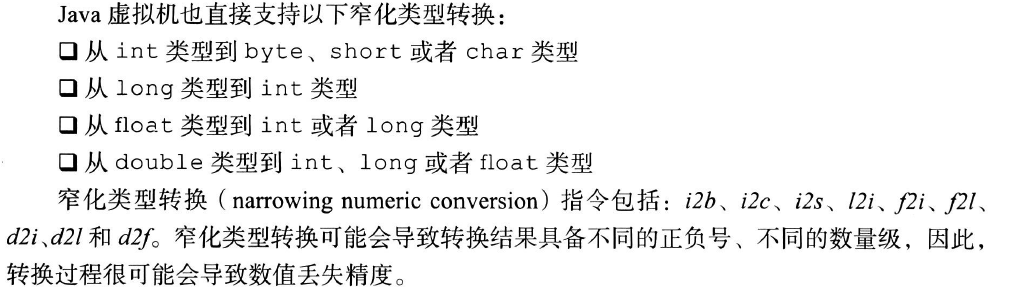 Java 虚拟机也直接支持以下窄化类型转换：
❑ 从 int 类型到 byte、short 或者 char 类型
❑ 从 long 类型到 int 类型
❑ 从 float 类型到 int 或者 long 类型
❑ 从 double 类型到 int、long 或者 float 类型
窄化类型转换（narrowing numeric conversion）指令包括：i2b、i2c、i2s、l2i、f2i、f2l、
d2i、d2l 和 d2f。窄化类型转换可能会导致转换结果具备不同的正负号、不同的数量级，因此，
转换过程很可能会导致数值丢失精度。